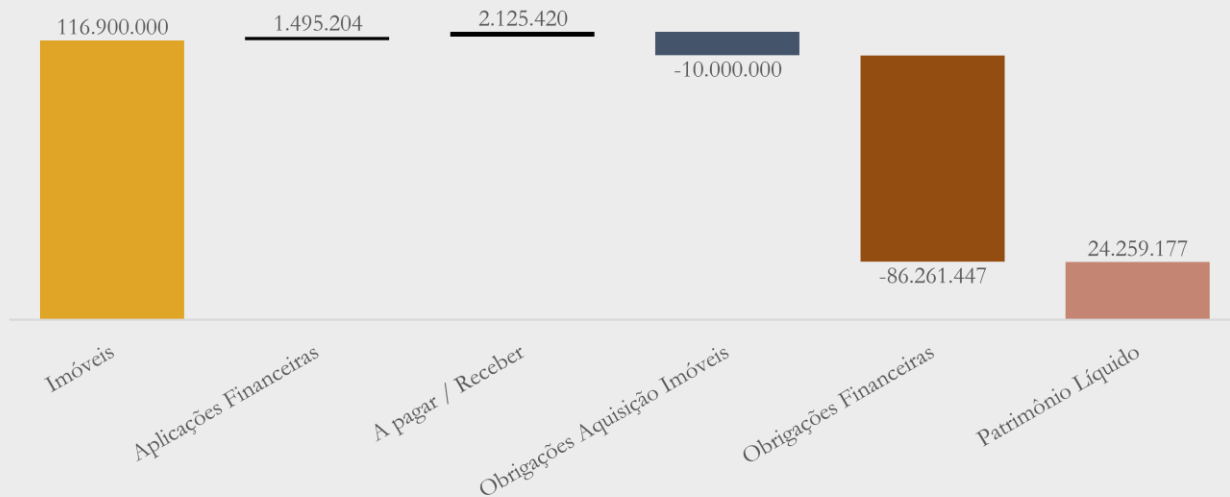 116.900.000
1.495.204
2.125.420
-10.000.000
-86.261.447
24.259.177
Imóveis
Aplicações Financeiras
A pagar / Receber
Obrigações Aquisição Imóveis
Obrigações Financeiras
Patrimônio Líquido